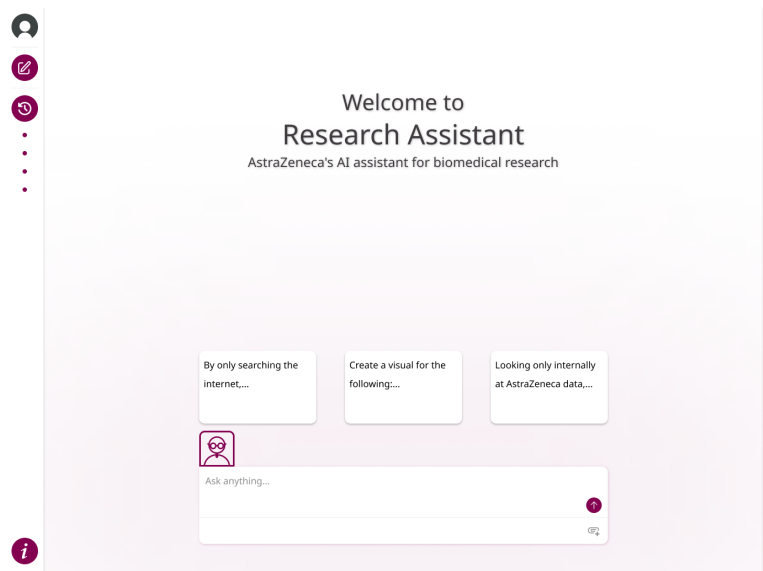 Welcome to
Research Assistant
AstraZeneca's AI assistant for biomedical research
By only searching the
internet,...
Create a visual for the
following:...
Looking only internally
at AstraZeneca data,...
Ask anything...
i